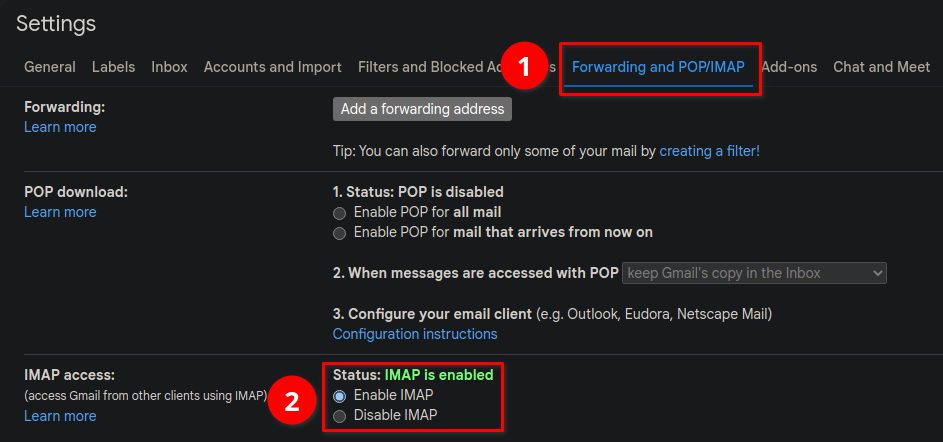 Settings
General Labels Inbox Accounts and Import Filters and Blocked Ad s 1 Forwarding and POP/IMAP Add-ons Chat and Meet
Forwarding: Add a forwarding address
Learn more
Tip: You can also forward only some of your mail by creating a filter!
POP download: 1. Status: POP is disabled
Learn more Enable POP for all mail
Enable POP for mail that arrives from now on
2. When messages are accessed with POP keep Gmail's copy in the Inbox
3. Configure your email client (e.g. Outlook, Eudora, Netscape Mail)
Configuration instructions
IMAP access: Status: IMAP is enabled
(access Gmail from other clients using IMAP) 2 Enable IMAP
Learn more Disable IMAP